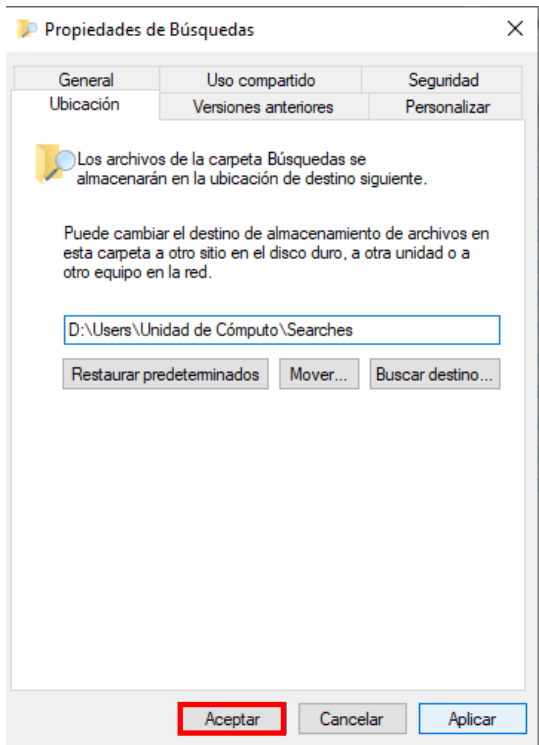 Propiedades de Búsquedas
General Uso compartido Seguridad
Ubicación Versiones anteriores Personalizar
Los archivos de la carpeta Búsquedas se
almacenarán en la ubicación de destino siguiente.
Puede cambiar el destino de almacenamiento de archivos en
esta carpeta a otro sitio en el disco duro, a otra unidad o a
otro equipo en la red.
D:\Users\Unidad de Cómputo\Searches
Restaurar predeterminados Mover... Buscar destino...
Aceptar Cancelar Aplicar